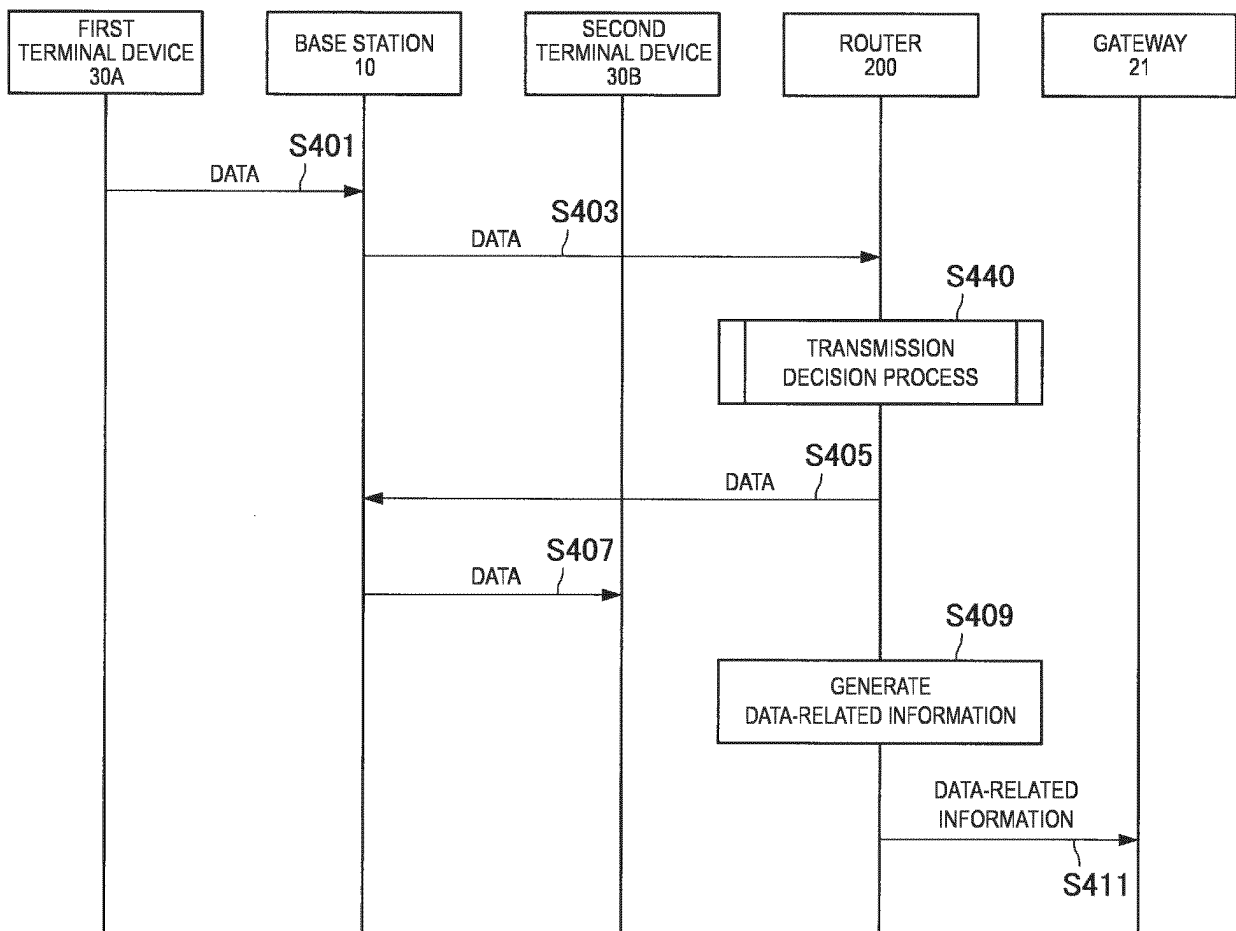 FIRST
TERMINAL DEVICE
30A
BASE STATION
10
SECOND
TERMINAL DEVICE
30B
ROUTER
200
GATEWAY
21
S401
DATA
S403
DATA
S440
TRANSMISSION
DECISION PROCESS
S405
DATA
S407
DATA
S409
GENERATE
DATA-RELATED INFORMATION
DATA-RELATED
INFORMATION
S411